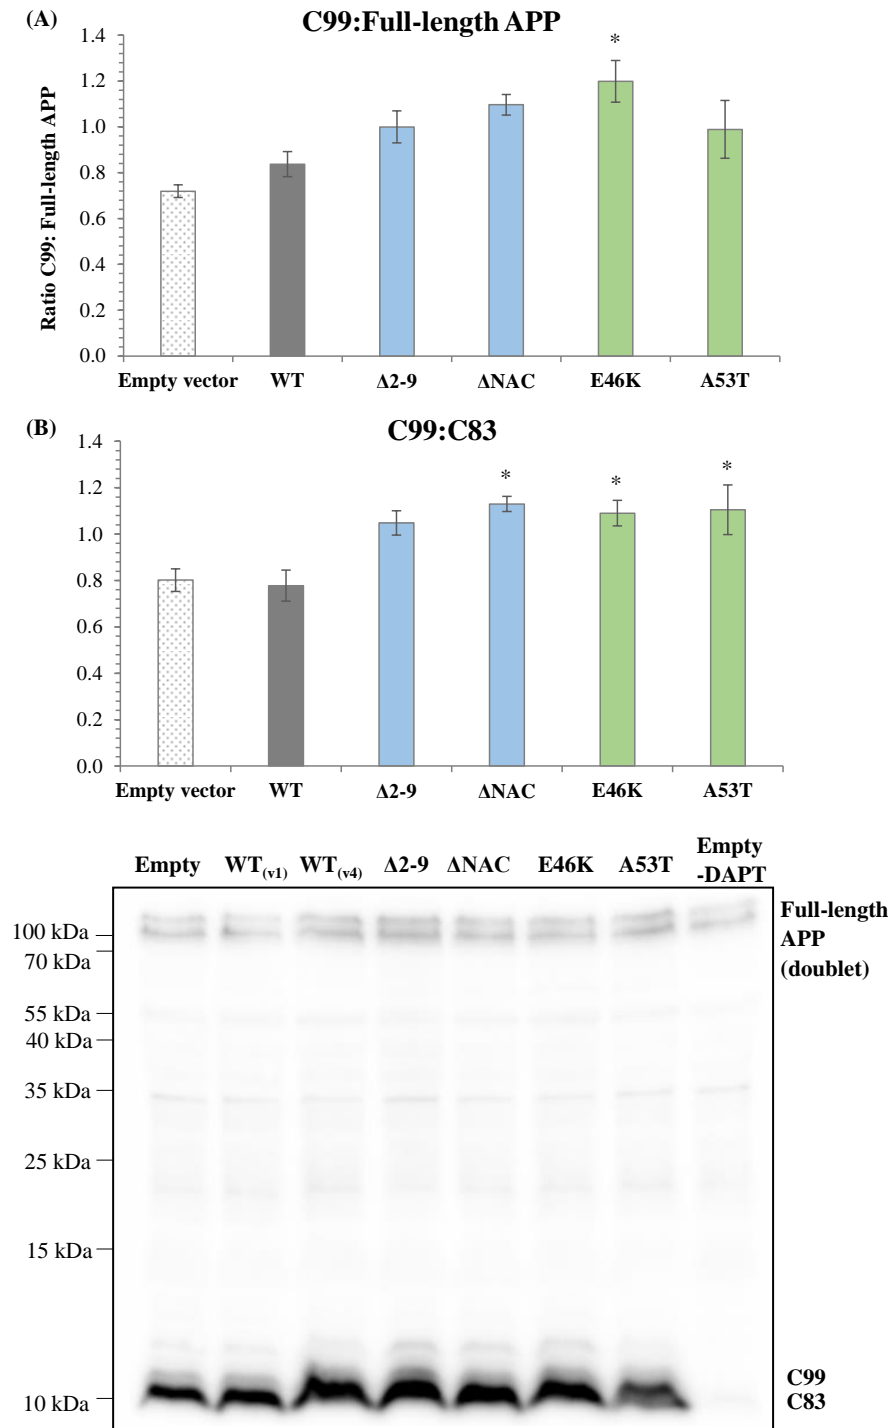 (A)
C99:Full-length APP
Ratio C99: Full-length APP
1.4
1.2
1.0
0.8
0.6
0.4
0.2
0.0
*
Empty vector WT Δ2-9 ΔNAC E46K A53T
(B)
C99:C83
1.4
1.2
1.0
0.8
0.6
0.4
0.2
0.0
* * *
Empty vector WT Δ2-9 ΔNAC E46K A53T
Empty WT(v1) WT(v4) Δ2-9 ΔNAC E46K A53T Empty
-DAPT
Full-length
APP
(doublet)
100 kDa
70 kDa
55 kDa
40 kDa
35 kDa
25 kDa
15 kDa
10 kDa
C99
C83